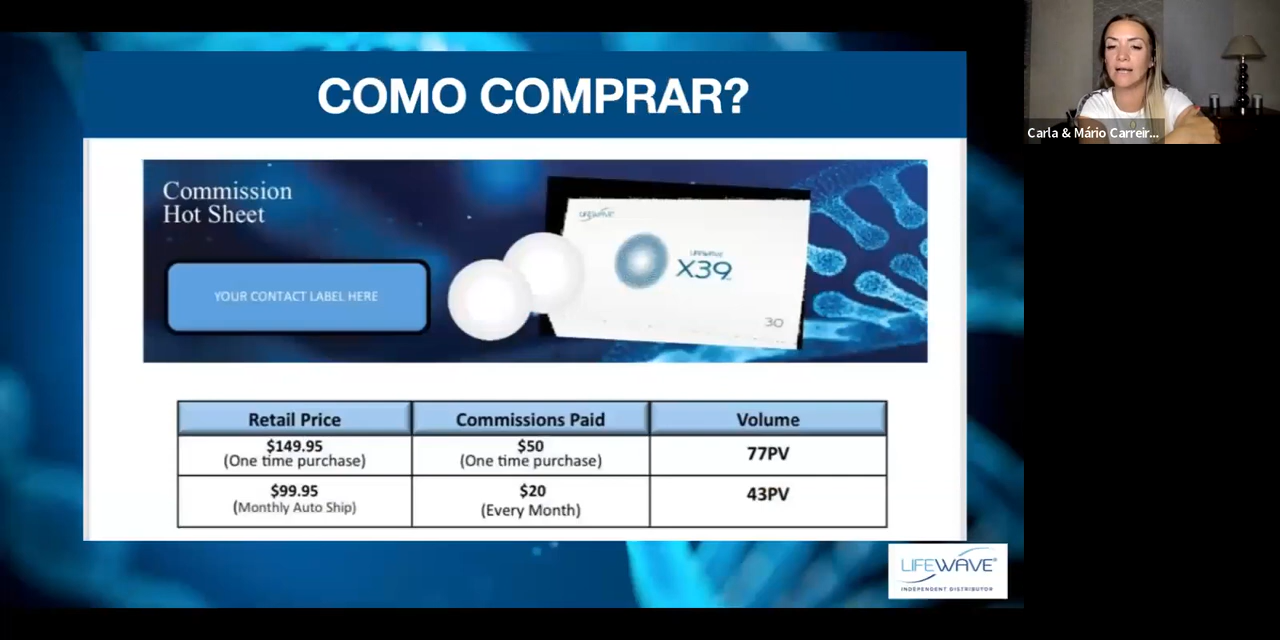 COMO COMPRAR?
Carla & Mário Carreir...
Commission
Hot Sheet
YOUR CONTACT LABEL HERE
LIFEWAVE
LIFEWAVE
X39
30
Retail Price
Commissions Paid
Volume
$149.95
(One time purchase)
$50
(One time purchase)
77PV
$99.95
(Monthly Auto Ship)
$20
(Every Month)
43PV
LIFEWAVE®
INDEPENDENT DISTRIBUTOR